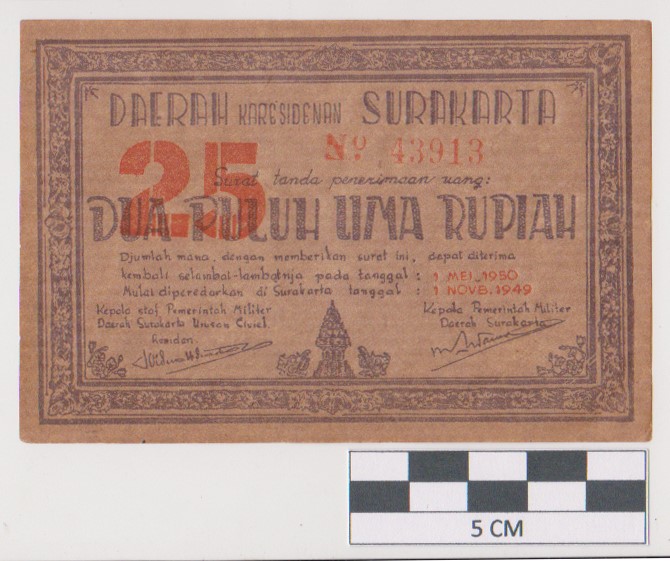 DAERAH KARESIDENAN SURAKARTA
25
No 43913
Surat tanda penerimaan uang:
DUA PULUH LIMA RUPIAH
Djumlah mana, dengan memberikan surat ini, dapat diterima
kembali selambat-lambatnja pada tanggal : 1 MEI 1950
Mulai diperedarkan di Surakarta tanggal : 1 NOVB. 1949
Kepala staf Pemerintah Militer
Daerah Surakarta Urusan Civiel.
Residen.
Kepala Pemerintah Militer
Daerah Surakarta
5 CM